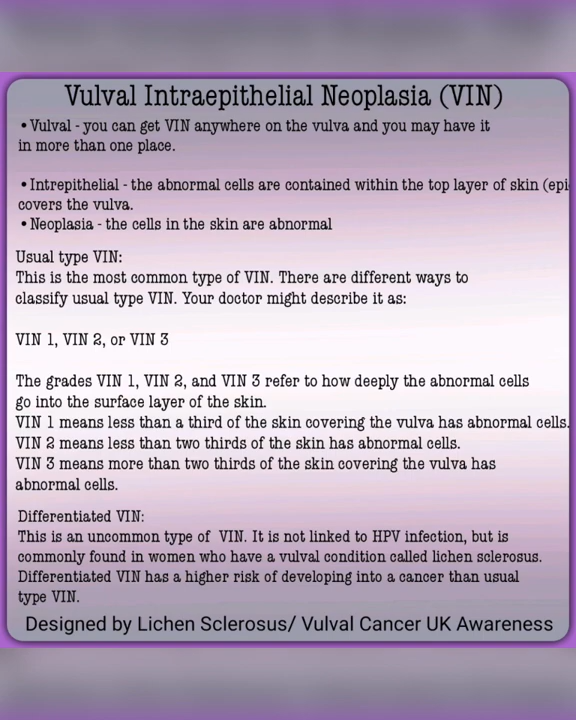 Vulval Intraepithelial Neoplasia (VIN)
• Vulval - you can get VIN anywhere on the vulva and you may have it
in more than one place.
• Intrepithelial - the abnormal cells are contained within the top layer of skin (epi
covers the vulva.
• Neoplasia - the cells in the skin are abnormal
Usual type VIN:
This is the most common type of VIN. There are different ways to
classify usual type VIN. Your doctor might describe it as:
VIN 1, VIN 2, or VIN 3
The grades VIN 1, VIN 2, and VIN 3 refer to how deeply the abnormal cells
go into the surface layer of the skin.
VIN 1 means less than a third of the skin covering the vulva has abnormal cells.
VIN 2 means less than two thirds of the skin has abnormal cells.
VIN 3 means more than two thirds of the skin covering the vulva has
abnormal cells.
Differentiated VIN:
This is an uncommon type of VIN. It is not linked to HPV infection, but is
commonly found in women who have a vulval condition called lichen sclerosus.
Differentiated VIN has a higher risk of developing into a cancer than usual
type VIN.
Designed by Lichen Sclerosus/ Vulval Cancer UK Awareness